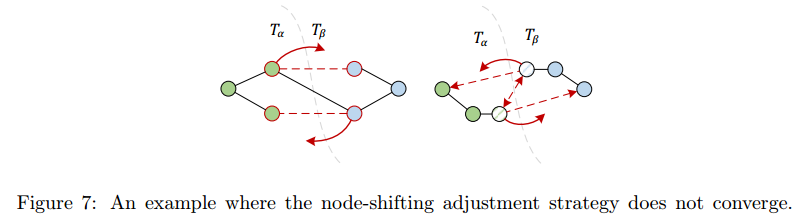 Tα Tβ Tα Tβ
Figure 7: An example where the node-shifting adjustment strategy does not converge.